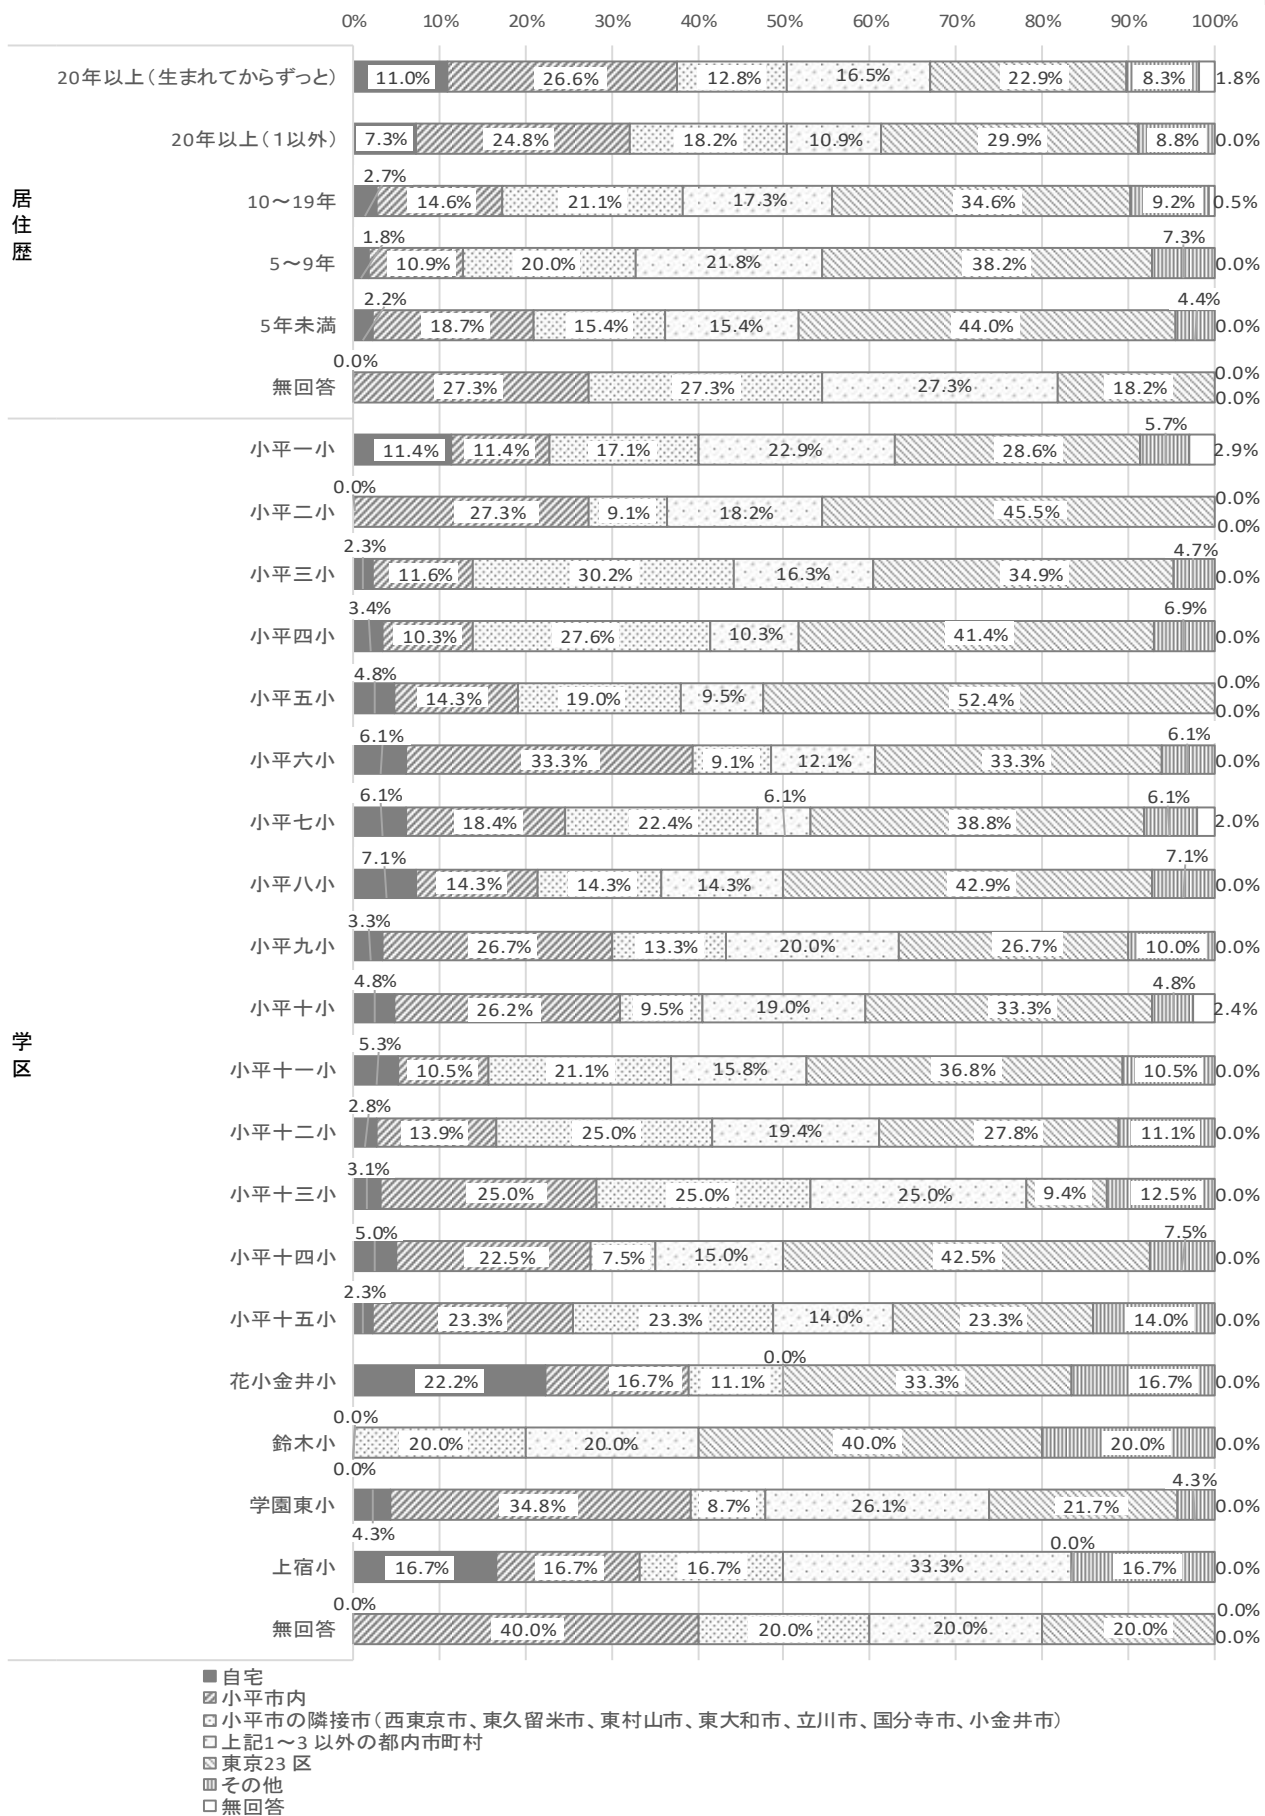 0% 10% 20% 30% 40% 50% 60% 70% 80% 90% 100%
居住歴
20年以上（生まれてからずっと） 11.0% 26.6% 12.8% 16.5% 22.9% 8.3% 1.8%
20年以上（1以外） 7.3% 24.8% 18.2% 10.9% 29.9% 8.8% 0.0%
10～19年 2.7% 14.6% 21.1% 17.3% 34.6% 9.2% 0.5%
5～9年 1.8% 10.9% 20.0% 21.8% 38.2% 7.3% 0.0%
5年未満 2.2% 18.7% 15.4% 15.4% 44.0% 4.4% 0.0%
無回答 0.0% 27.3% 27.3% 27.3% 18.2% 0.0% 0.0%
学区
小平一小 11.4% 11.4% 17.1% 22.9% 28.6% 5.7% 2.9%
小平二小 0.0% 27.3% 9.1% 18.2% 45.5% 0.0% 0.0%
小平三小 2.3% 11.6% 30.2% 16.3% 34.9% 4.7% 0.0%
小平四小 3.4% 10.3% 27.6% 10.3% 41.4% 6.9% 0.0%
小平五小 4.8% 14.3% 19.0% 9.5% 52.4% 0.0% 0.0%
小平六小 6.1% 33.3% 9.1% 12.1% 33.3% 6.1% 0.0%
小平七小 6.1% 18.4% 22.4% 6.1% 38.8% 6.1% 2.0%
小平八小 7.1% 14.3% 14.3% 14.3% 42.9% 7.1% 0.0%
小平九小 3.3% 26.7% 13.3% 20.0% 26.7% 10.0% 0.0%
小平十小 4.8% 26.2% 9.5% 19.0% 33.3% 4.8% 2.4%
小平十一小 5.3% 10.5% 21.1% 15.8% 36.8% 10.5% 0.0%
小平十二小 2.8% 13.9% 25.0% 19.4% 27.8% 11.1% 0.0%
小平十三小 3.1% 25.0% 25.0% 25.0% 9.4% 12.5% 0.0%
小平十四小 5.0% 22.5% 7.5% 15.0% 42.5% 7.5% 0.0%
小平十五小 2.3% 23.3% 23.3% 14.0% 23.3% 14.0% 0.0%
花小金井小 22.2% 16.7% 11.1% 0.0% 33.3% 16.7% 0.0%
鈴木小 0.0% 20.0% 20.0% 40.0% 20.0% 0.0%
0.0%
学園東小 34.8% 8.7% 26.1% 21.7% 4.3% 0.0%
4.3%
上宿小 16.7% 16.7% 16.7% 33.3% 0.0% 16.7% 0.0%
無回答 0.0% 40.0% 20.0% 20.0% 20.0% 0.0% 0.0%
自宅
小平市内
小平市の隣接市（西東京市、東久留米市、東村山市、東大和市、立川市、国分寺市、小金井市）
上記1～3 以外の都内市町村
東京23 区
その他
無回答